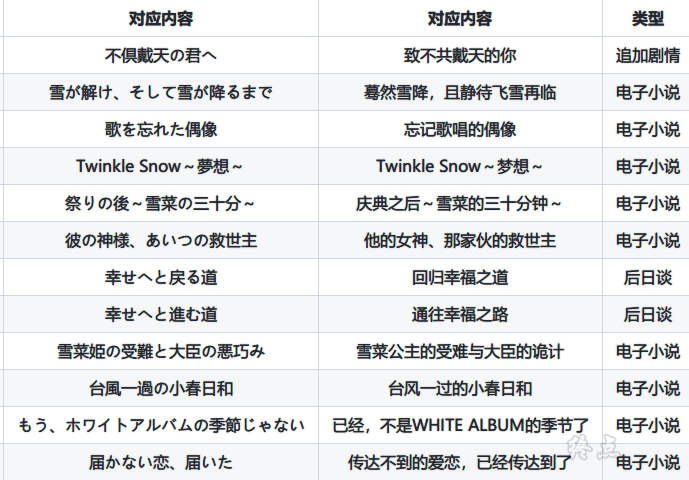 对应内容 对应内容 类型
不倶戴天の君へ 致不共戴天的你 追加剧情
雪が解け、そして雪が降るまで 蓦然雪降，且静待飞雪再临 电子小说
歌を忘れた偶像 忘记歌唱的偶像 电子小说
Twinkle Snow～夢想～ Twinkle Snow～梦想～ 电子小说
祭りの後～雪菜の三十分～ 庆典之后～雪菜的三十分钟～ 电子小说
彼の神様、あいつの救世主 他的女神、那家伙的救世主 电子小说
幸せへと戻る道 回归幸福之道 后日谈
幸せへと進む道 通往幸福之路 后日谈
雪菜姫の受難と大臣の悪巧み 雪菜公主的受难与大臣的诡计 电子小说
台風一過の小春日和 台风一过的小春日和 电子小说
もう、ホワイトアルバムの季節じゃない 已经，不是WHITE ALBUM的季节了 电子小说
届かない恋、届いた 传达不到的爱恋，已经传达到了 电子小说
终点